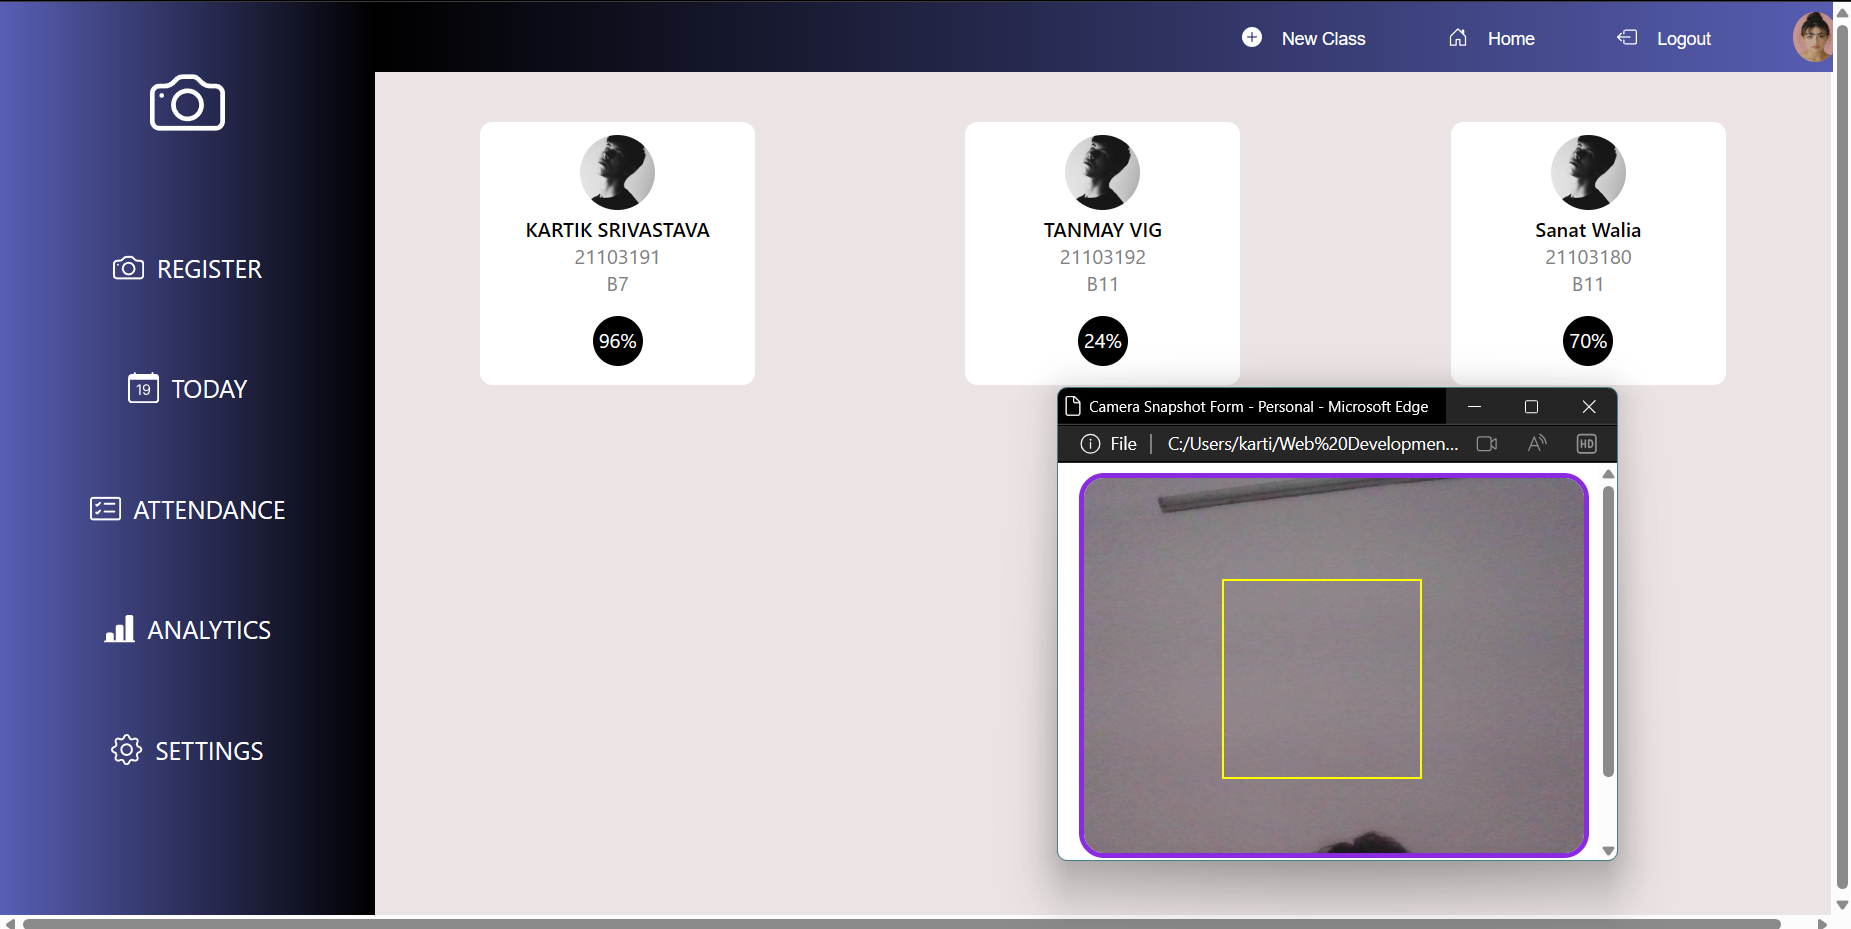 New Class
Home
Logout
REGISTER
19
TODAY
ATTENDANCE
ANALYTICS
SETTINGS
KARTIK SRIVASTAVA
21103191
B7
96%
TANMAY VIG
21103192
B11
24%
Sanat Walia
21103180
B11
70%
Camera Snapshot Form - Personal - Microsoft Edge
File | C:/Users/karti/Web%20Developmen...
A
HD